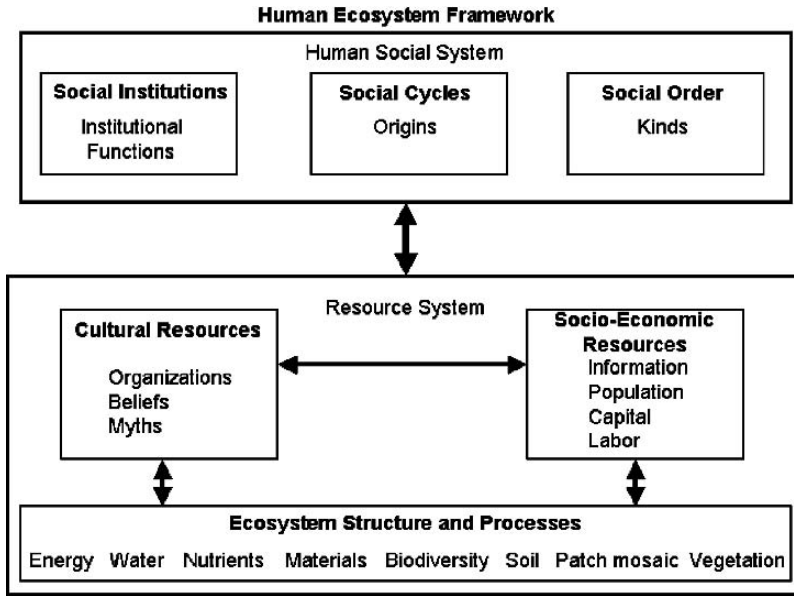 Human Ecosystem Framework
Human Social System
Social Institutions
Institutional
Functions
Social Cycles
Origins
Social Order
Kinds
Resource System
Cultural Resources
Organizations
Beliefs
Myths
Socio-Economic
Resources
Information
Population
Capital
Labor
Ecosystem Structure and Processes
Energy Water Nutrients Materials Biodiversity Soil Patch mosaic Vegetation